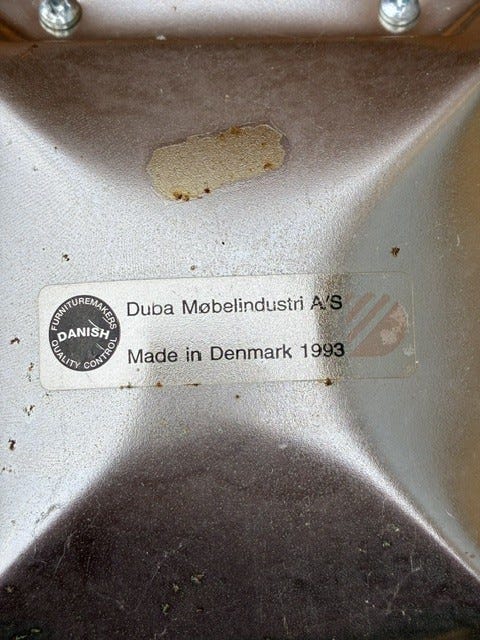 FURNITUREMAKERS
DANISH
QUALITY CONTROL
Duba Møbelindustri A/S
Made in Denmark 1993